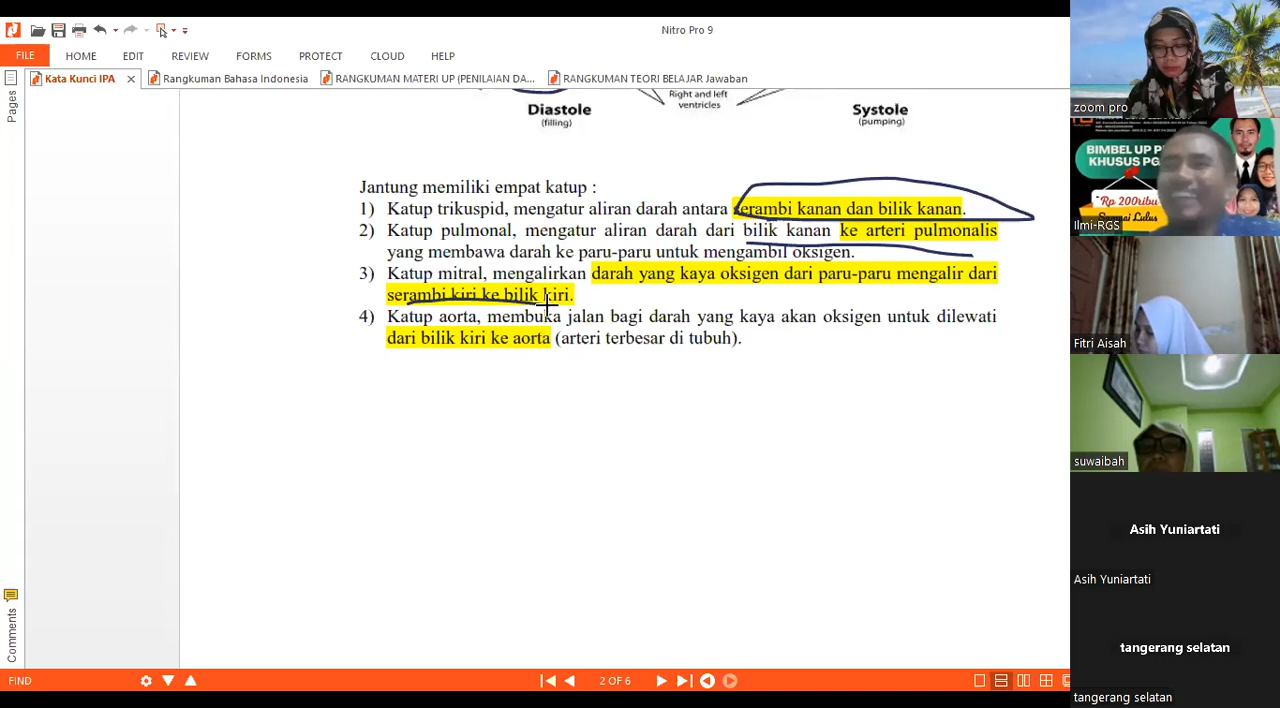 Nitro Pro 9
FILE HOME EDIT REVIEW FORMS PROTECT CLOUD HELP
Kata Kunci IPA Rangkuman Bahasa Indonesia RANGKUMAN MATERI UP (PENILAIAN DA... RANGKUMAN TEORI BELAJAR Jawaban
Pages
Diastole
(filling)
Right and left
ventricles
Systole
(pumping)
Jantung memiliki empat katup :
1) Katup trikuspid, mengatur aliran darah antara serambi kanan dan bilik kanan.
2) Katup pulmonal, mengatur aliran darah dari bilik kanan ke arteri pulmonalis
yang membawa darah ke paru-paru untuk mengambil oksigen.
3) Katup mitral, mengalirkan darah yang kaya oksigen dari paru-paru mengalir dari
serambi kiri ke bilik kiri.
4) Katup aorta, membuka jalan bagi darah yang kaya akan oksigen untuk dilewati
dari bilik kiri ke aorta (arteri terbesar di tubuh).
Comments
FIND
2 OF 6
zoom pro
BIMBEL UP
KHUSUS PG
Rp 200ribu
Sampai Lulus
Ilmi-RGS
Fitri Aisah
suwaibah
Asih Yuniartati
Asih Yuniartati
tangerang selatan
tangerang selatan